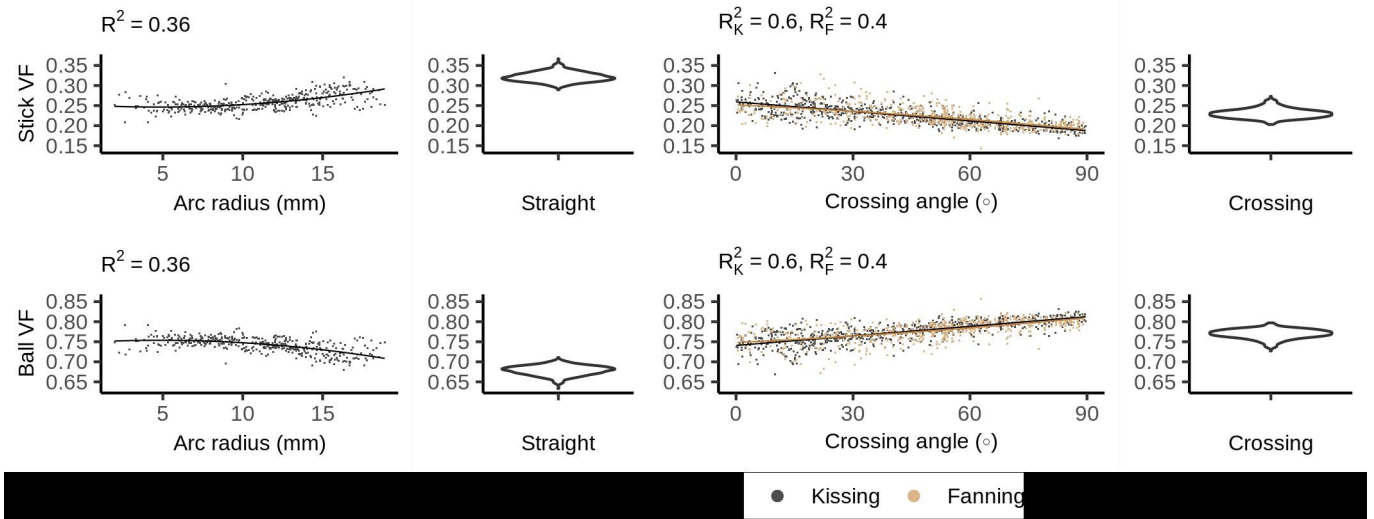 R² = 0.36
R²_K = 0.6, R²_F = 0.4
Stick VF
0.35 0.30 0.25 0.20 0.15
5 10 15
Arc radius (mm)
0.35 0.30 0.25 0.20 0.15
Straight
0.35 0.30 0.25 0.20 0.15
0 30 60 90
Crossing angle (◦)
0.35 0.30 0.25 0.20 0.15
Crossing
R² = 0.36
R²_K = 0.6, R²_F = 0.4
Ball VF
0.85 0.80 0.75 0.70 0.65
5 10 15
Arc radius (mm)
0.85 0.80 0.75 0.70 0.65
Straight
0.85 0.80 0.75 0.70 0.65
0 30 60 90
Crossing angle (◦)
0.85 0.80 0.75 0.70 0.65
Crossing
Kissing Fanning